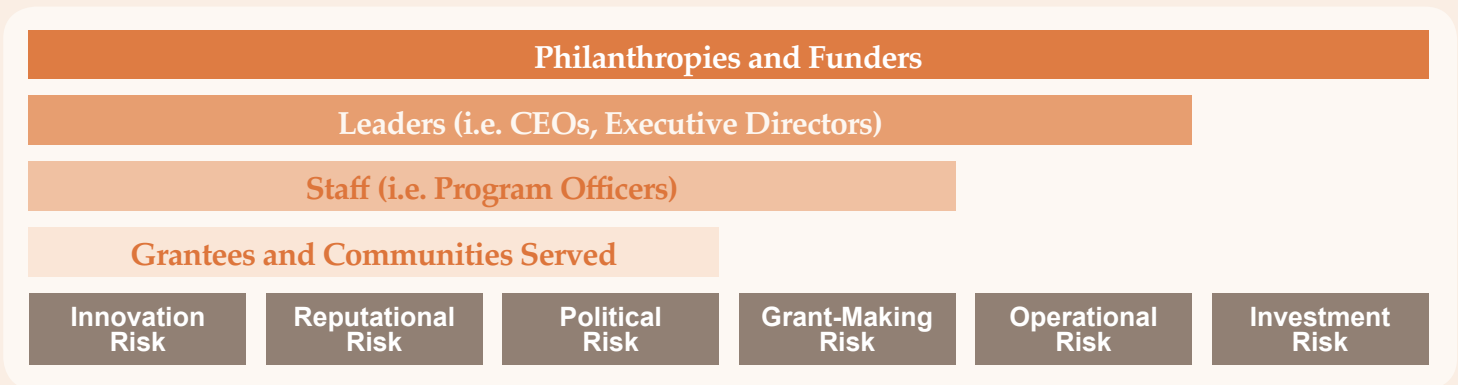 Philanthropies and Funders
Leaders (i.e. CEOs, Executive Directors)
Staff (i.e. Program Officers)
Grantees and Communities Served
Innovation
Risk
Reputational
Risk
Political
Risk
Grant-Making
Risk
Operational
Risk
Investment
Risk